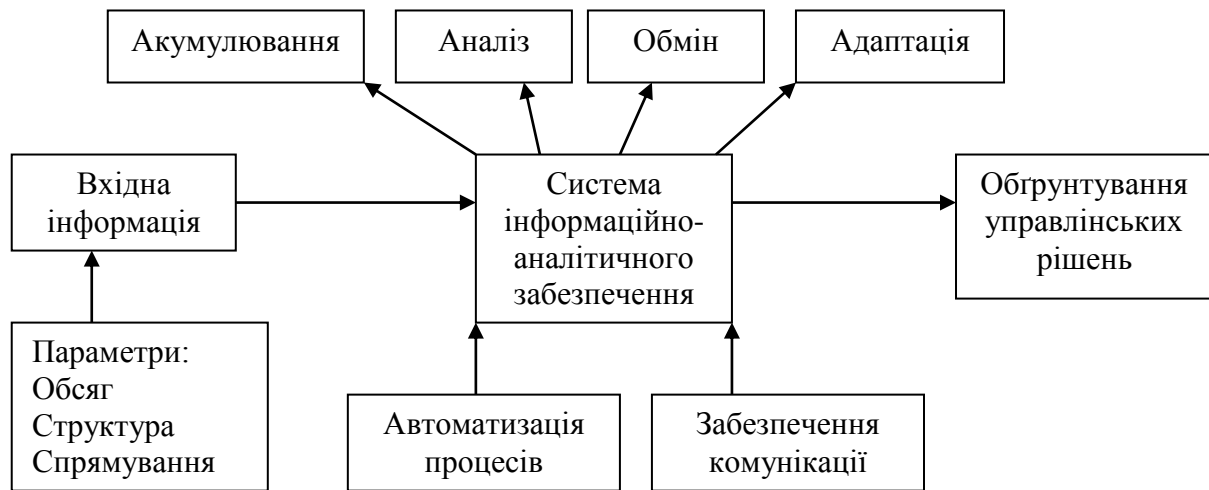 Акумулювання
Аналіз
Обмін
Адаптація
Вхідна
інформація
Система
інформаційно-
аналітичного
забезпечення
Обґрунтування
управлінських
рішень
Параметри:
Обсяг
Структура
Спрямування
Автоматизація
процесів
Забезпечення
комунікації